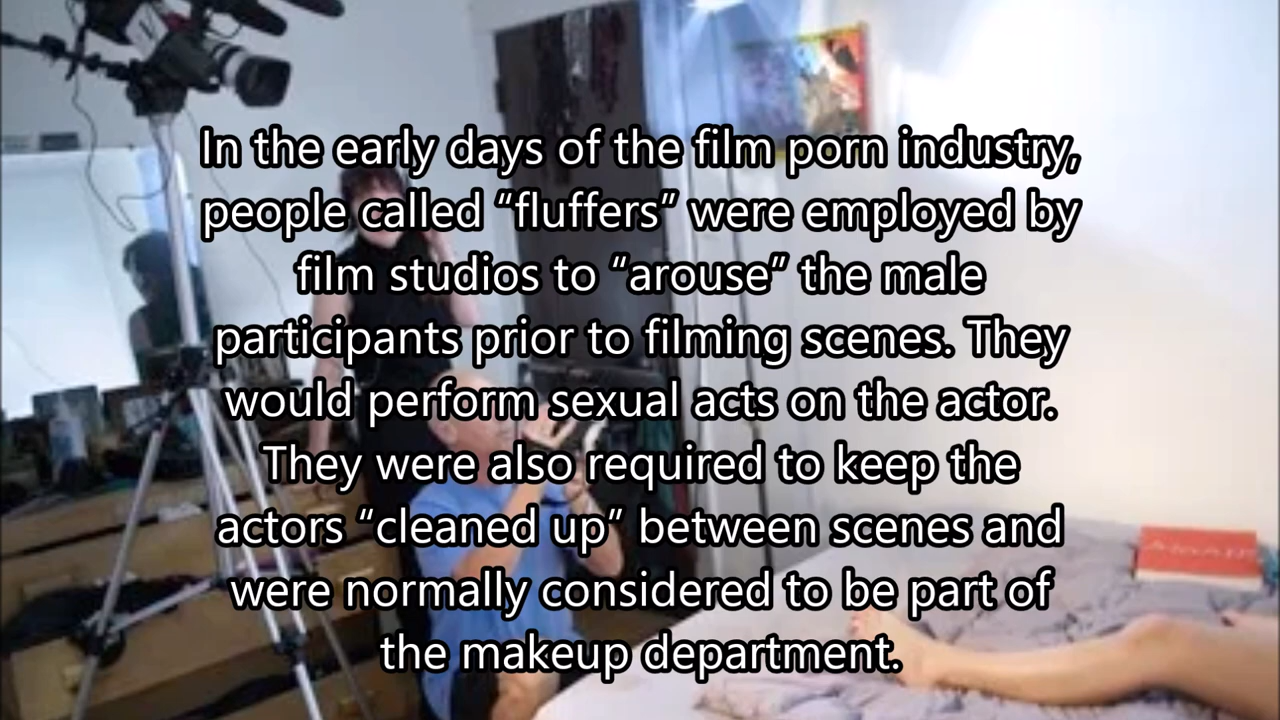 In the early days of the film porn industry,
people called “fluffers” were employed by
film studios to “arouse” the male
participants prior to filming scenes. They
would perform sexual acts on the actor.
They were also required to keep the
actors “cleaned up” between scenes and
were normally considered to be part of
the makeup department.